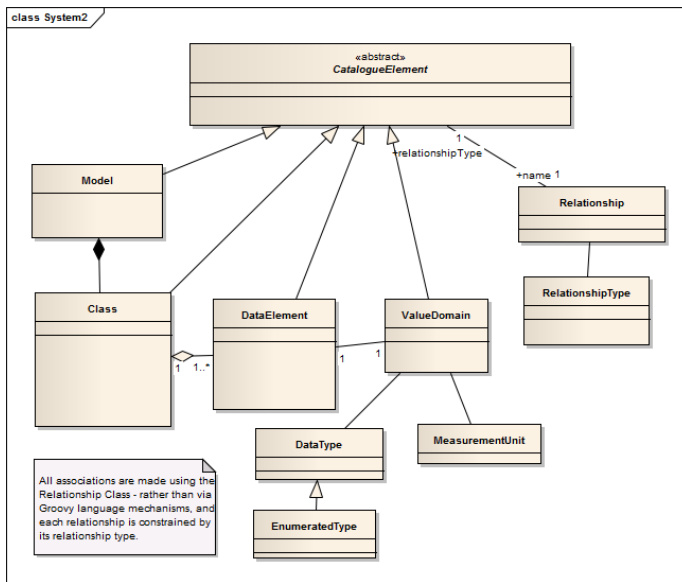 class System2
«abstract»
CatalogueElement
1
+relationshipType
+name 1
Model
Relationship
RelationshipType
Class
DataElement
ValueDomain
1
1..*
1
1
DataType
MeasurementUnit
EnumeratedType
All associations are made using the
Relationship Class - rather than via
Groovy language mechanisms, and
each relationship is constrained by
its relationship type.